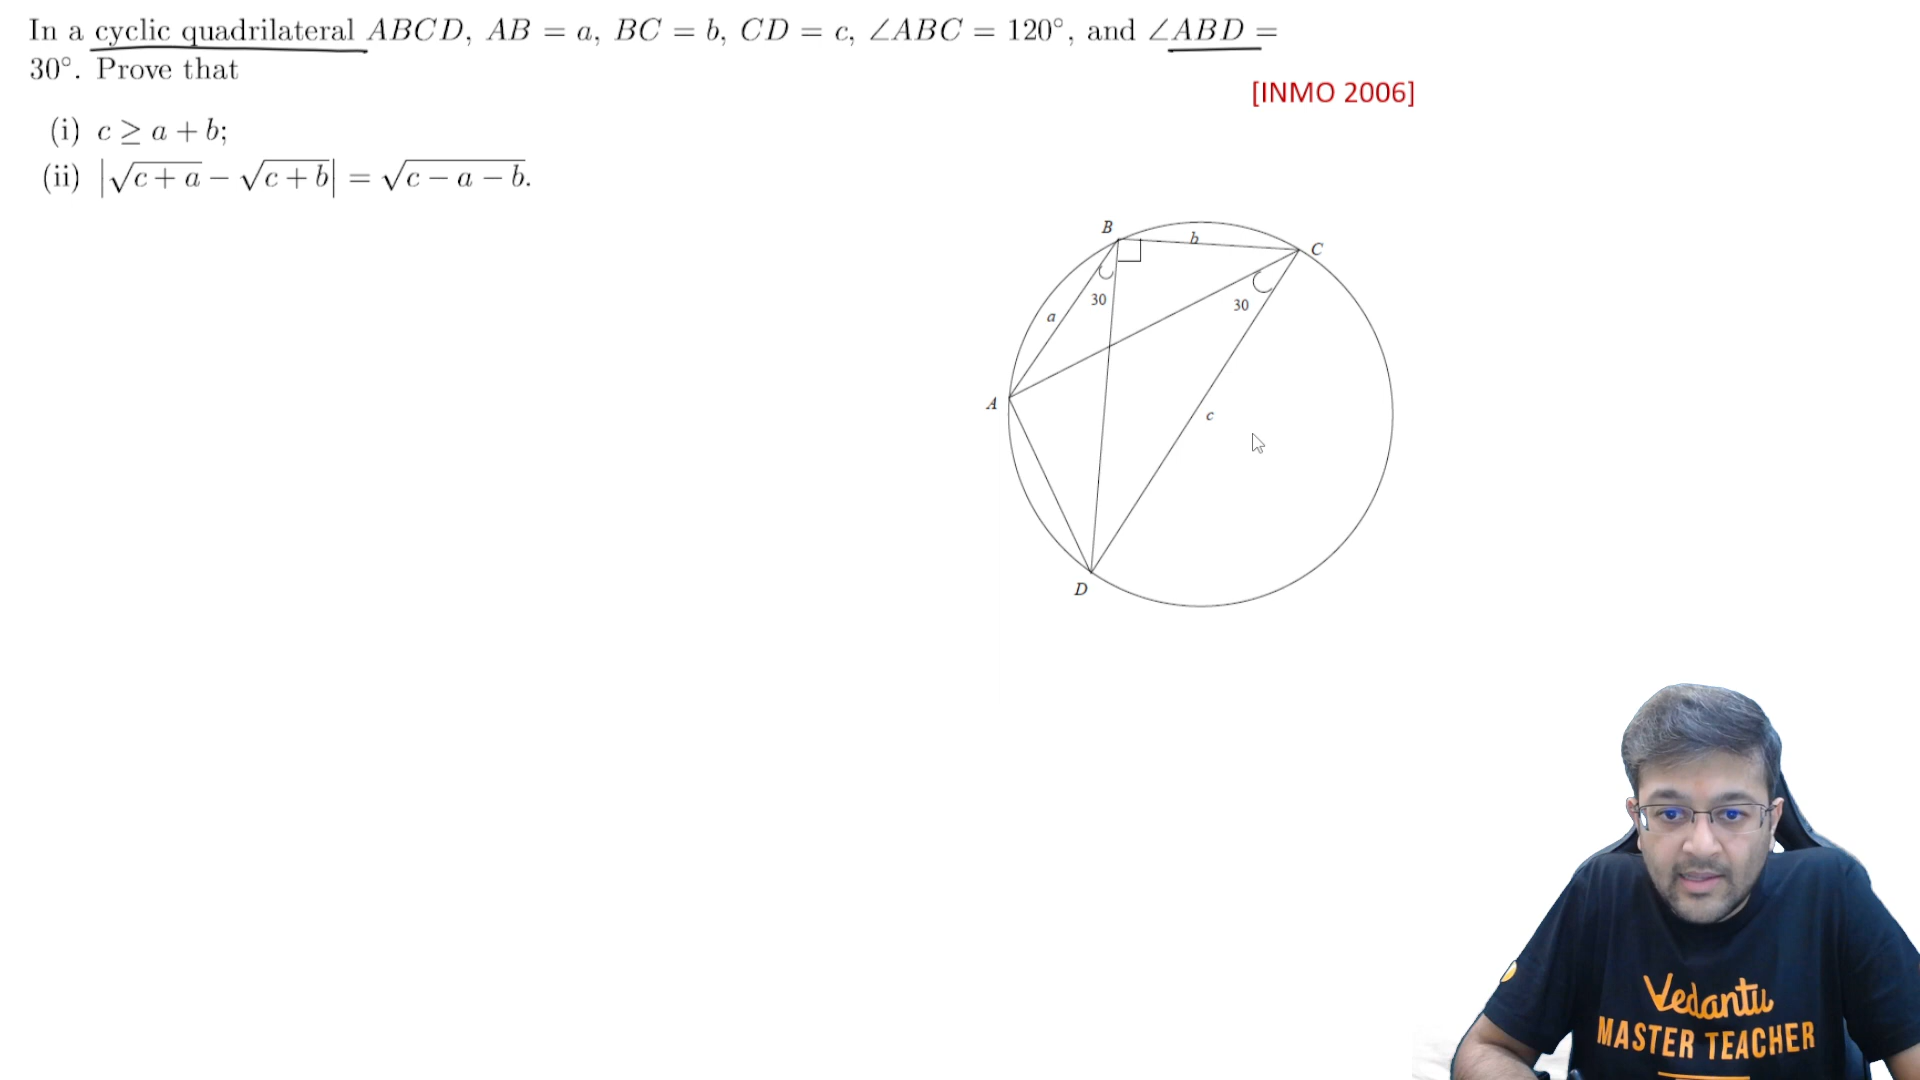 In a cyclic quadrilateral ABCD, AB = a, BC = b, CD = c, ∠ABC = 120°, and ∠ABD =
30°. Prove that
[INMO 2006]
(i) c ≥ a + b;
(ii) |√(c + a) − √(c + b)| = √(c − a − b).
B
b
C
30
30
a
A
c
D
Vedantu
MASTER TEACHER